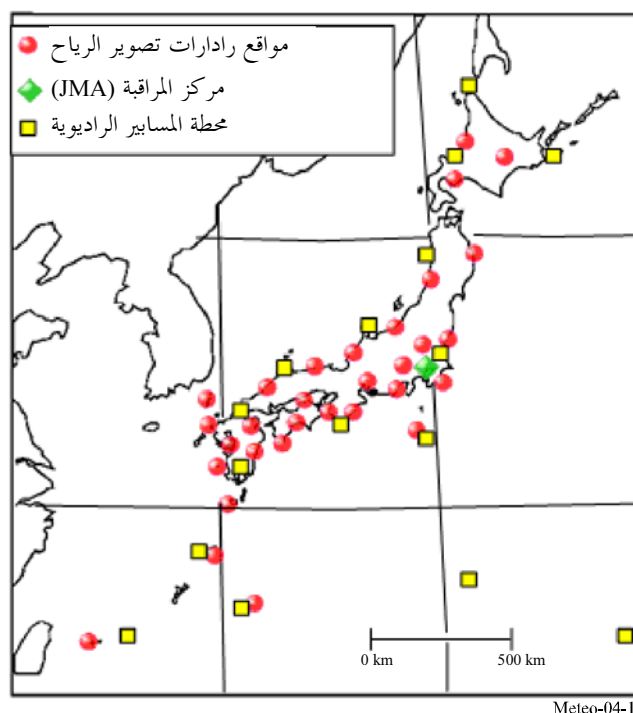 مواقع رادارات تصوير الرياح
مركز المراقبة (JMA)
محطة المسابير الراديوية
0 km 500 km
Meteo-04-1